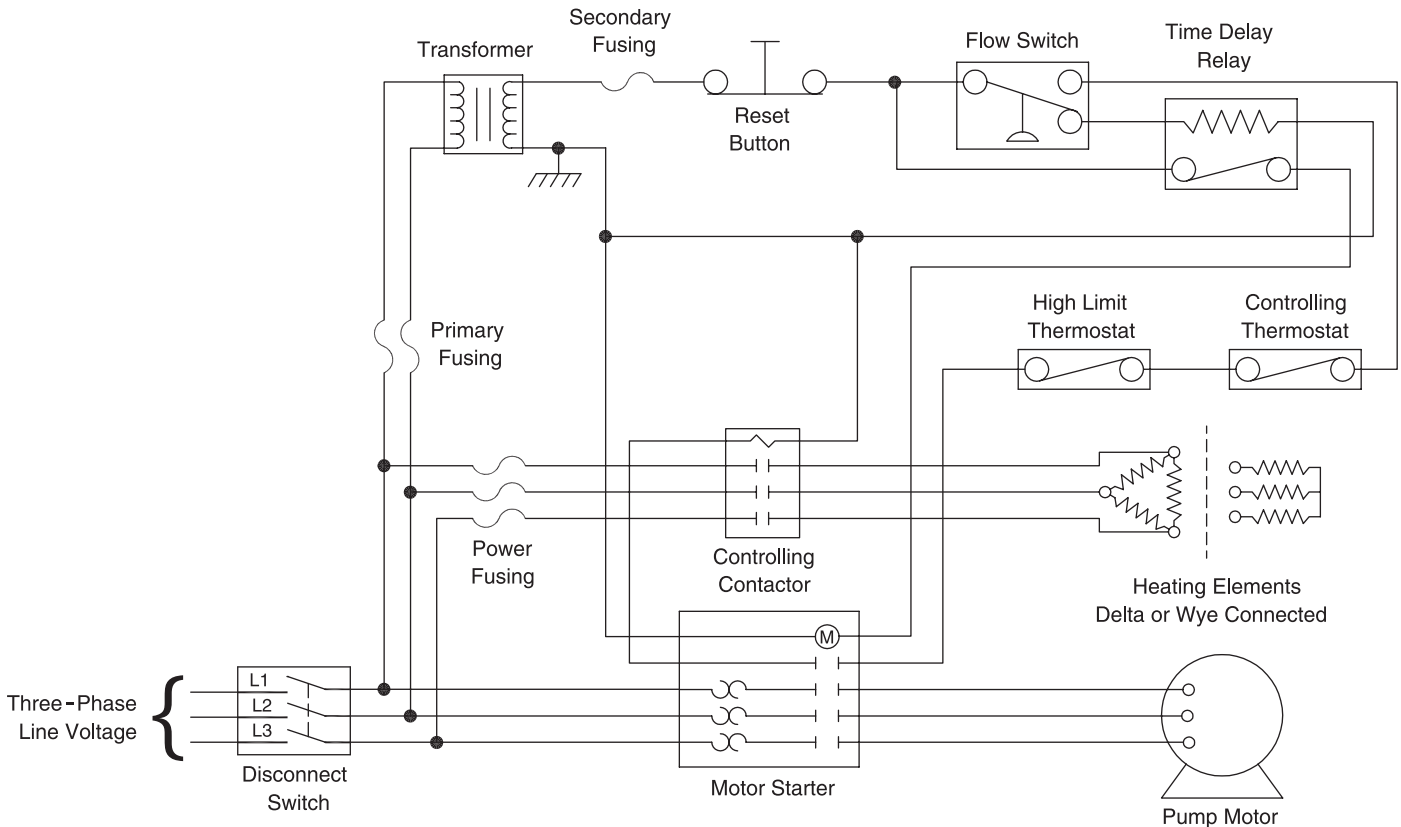 Secondary
Fusing
Transformer
Flow Switch
Time Delay
Relay
Reset
Button
Primary
Fusing
High Limit
Thermostat
Controlling
Thermostat
Power
Fusing
Controlling
Contactor
Heating Elements
Delta or Wye Connected
M
Three-Phase
Line Voltage
L1
L2
L3
Disconnect
Switch
Motor Starter
Pump Motor